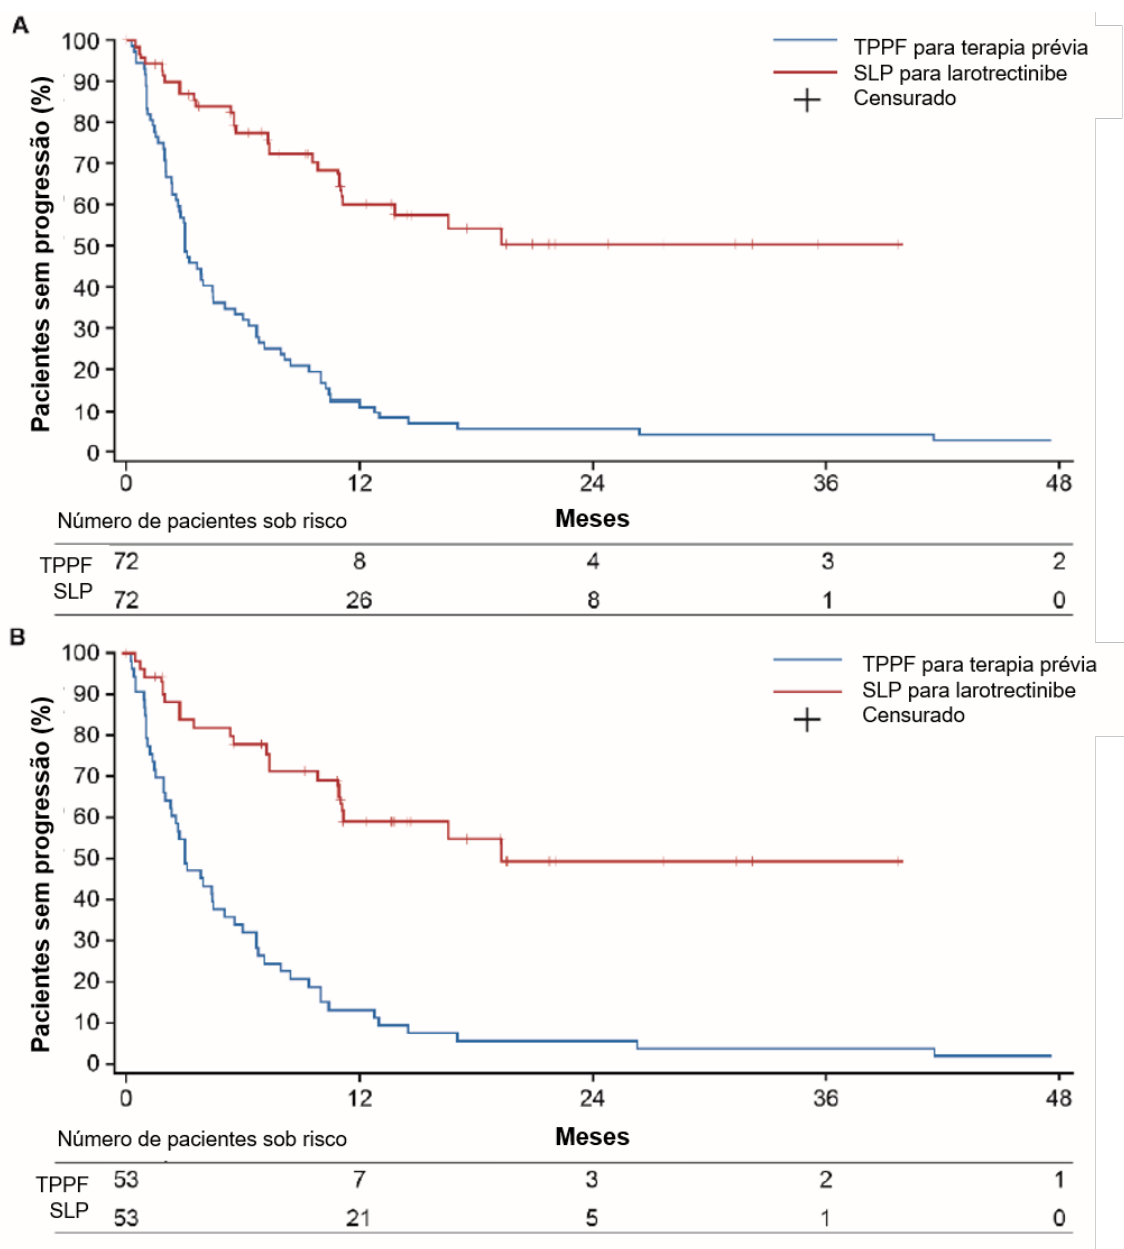 A
TPPF para terapia prévia
SLP para larotrectinibe
Censurado
Pacientes sem progressão (%)
100
90
80
70
60
50
40
30
20
10
0
0 12 24 36 48
Meses
Número de pacientes sob risco
TPPF 72 8 4 3 2
SLP 72 26 8 1 0
B
TPPF para terapia prévia
SLP para larotrectinibe
Censurado
Pacientes sem progressão (%)
100
90
80
70
60
50
40
30
20
10
0
0 12 24 36 48
Meses
Número de pacientes sob risco
TPPF 53 7 3 2 1
SLP 53 21 5 1 0